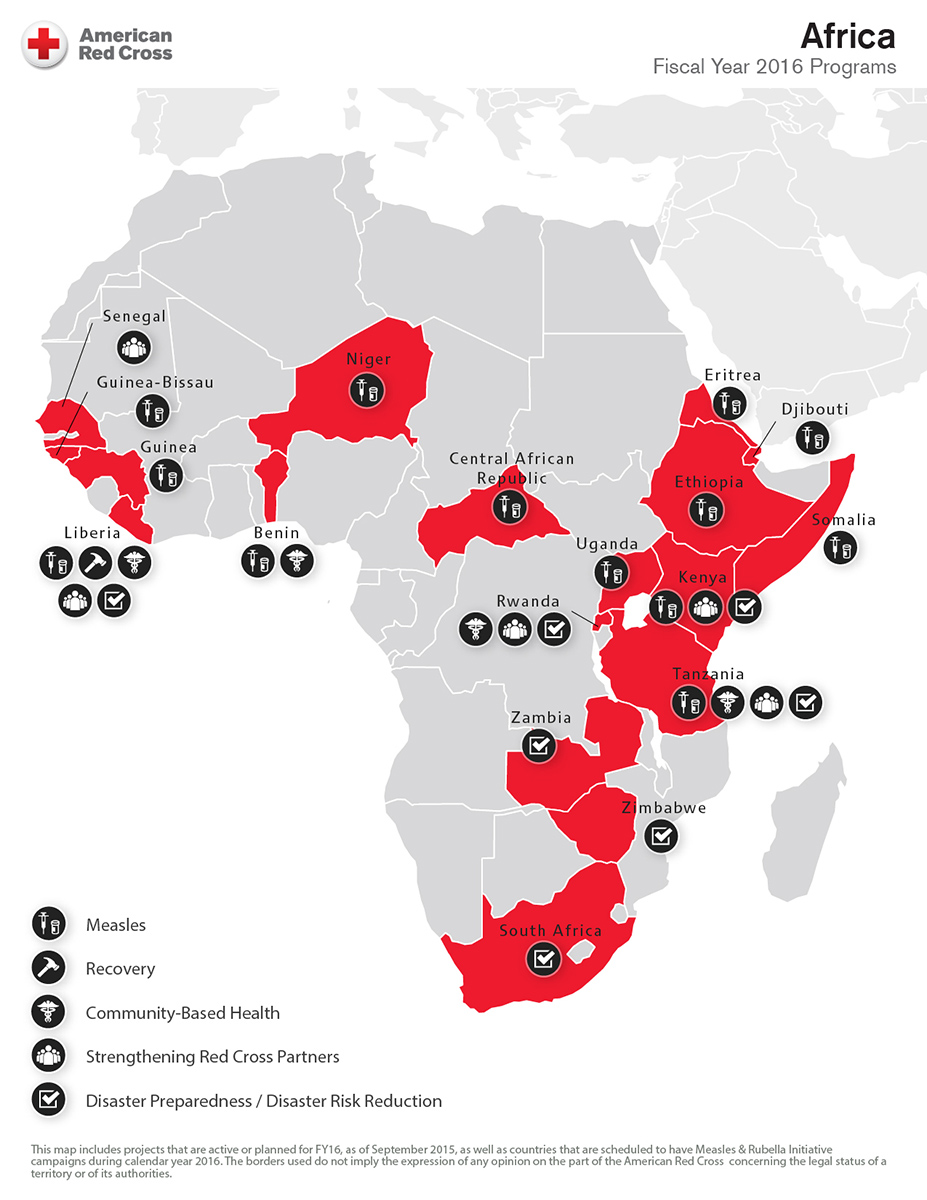 American
Red Cross
Africa
Fiscal Year 2016 Programs
Senegal
Guinea-Bissau
Guinea
Niger
Eritrea
Djibouti
Central African
Republic
Ethiopia
Somalia
Liberia
Benin
Uganda
Kenya
Rwanda
Tanzania
Zambia
Zimbabwe
South Africa
Measles
Recovery
Community-Based Health
Strengthening Red Cross Partners
Disaster Preparedness / Disaster Risk Reduction
This map includes projects that are active or planned for FY16, as of September 2015, as well as countries that are scheduled to have Measles & Rubella Initiative
campaigns during calendar year 2016. The borders used do not imply the expression of any opinion on the part of the American Red Cross concerning the legal status of a
territory or of its authorities.